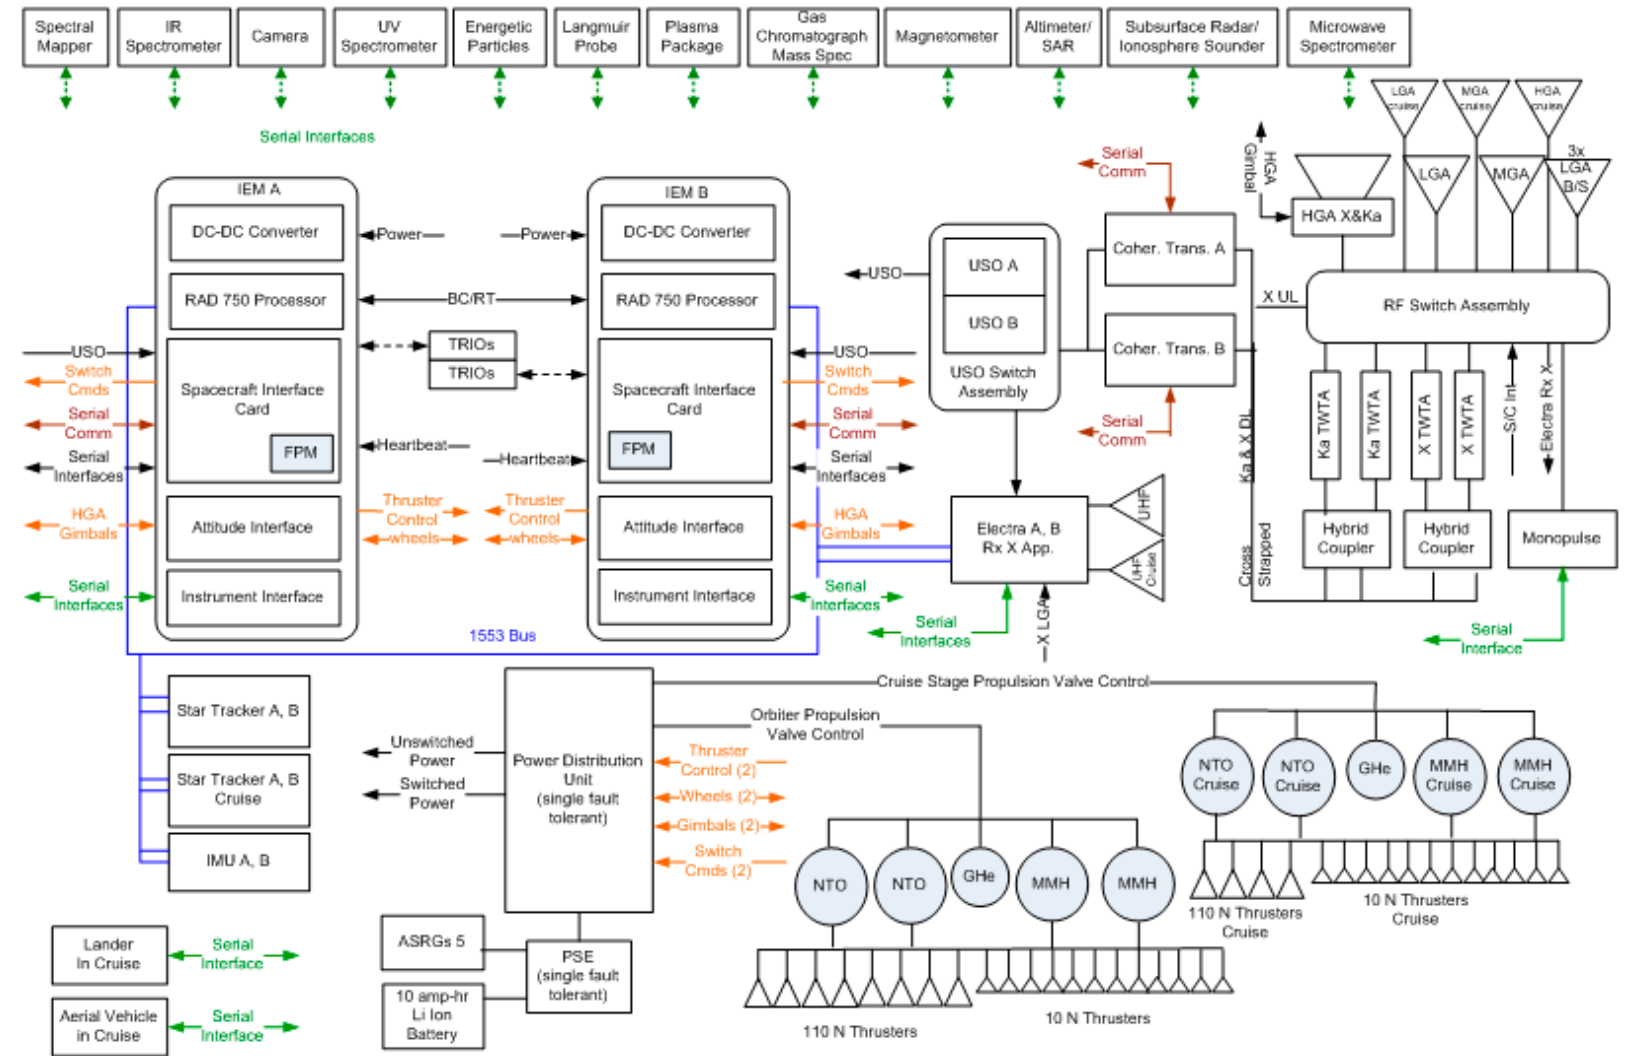 Spectral
Mapper
IR
Spectrometer
Camera
UV
Spectrometer
Energetic
Particles
Langmuir
Probe
Plasma
Package
Gas
Chromatograph
Mass Spec
Magnetometer
Altimeter/
SAR
Subsurface Radar/
Ionosphere Sounder
Microwave
Spectrometer
Serial Interfaces
LGA
cruise
MGA
cruise
HGA
cruise
HGA
Gimbal
3x
LGA
B/S
LGA
MGA
HGA X&Ka
RF Switch Assembly
X UL
IEM A
DC-DC Converter
RAD 750 Processor
Spacecraft Interface
Card
FPM
Attitude Interface
Instrument Interface
Power
Power
BC/RT
TRIOs
TRIOs
Heartbeat
Heartbeat
Thruster
Control
wheels
Thruster
Control
wheels
IEM B
DC-DC Converter
RAD 750 Processor
Spacecraft Interface
Card
FPM
Attitude Interface
Instrument Interface
USO
Switch
Cmds
Serial
Comm
Serial
Interfaces
HGA
Gimbals
Serial
Interfaces
USO
Switch
Cmds
Serial
Comm
Serial
Interfaces
HGA
Gimbals
Serial
Interfaces
1553 Bus
USO
USO A
USO B
USO Switch
Assembly
Serial
Comm
Coher. Trans. A
Coher. Trans. B
Serial
Comm
Electra A, B
Rx X App.
UHF
UHF
Cruise
Serial
Interfaces
X LGA
Ka & X DL
Cross
Strapped
Ka TWTA
Ka TWTA
X TWTA
X TWTA
S/C Int
Electra Rx X
Hybrid
Coupler
Hybrid
Coupler
Monopulse
Serial
Interface
Star Tracker A, B
Star Tracker A, B
Cruise
IMU A, B
Lander
In Cruise
Serial
Interface
Aerial Vehicle
in Cruise
Serial
Interface
Unswitched
Power
Switched
Power
Power Distribution
Unit
(single fault
tolerant)
Cruise Stage Propulsion Valve Control
Orbiter Propulsion
Valve Control
Thruster
Control (2)
Wheels (2)
Gimbals (2)
Switch
Cmds (2)
ASRGs 5
10 amp-hr
Li Ion
Battery
PSE
(single fault
tolerant)
NTO
NTO
GHe
MMH
MMH
110 N Thrusters
10 N Thrusters
NTO
Cruise
NTO
Cruise
GHe
MMH
Cruise
MMH
Cruise
110 N Thrusters
Cruise
10 N Thrusters
Cruise